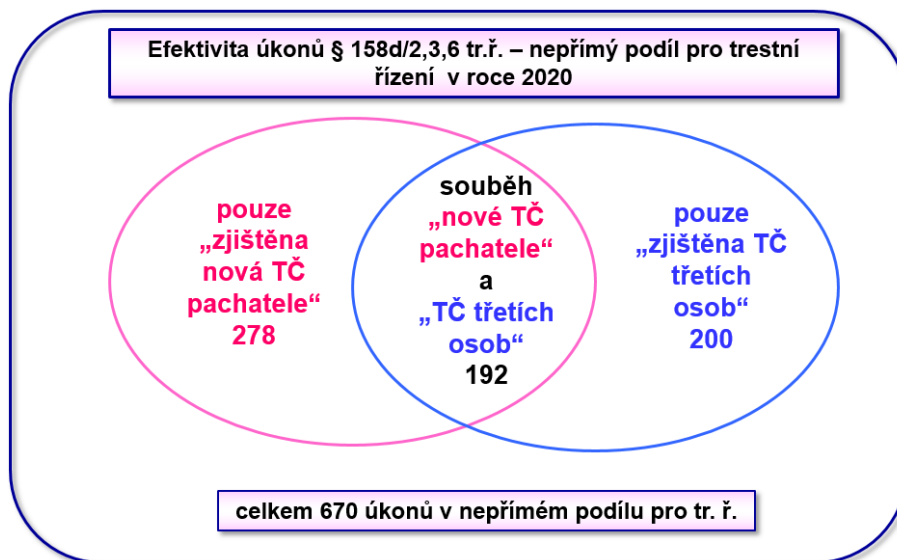 Efektivita úkonů § 158d/2,3,6 tr.ř. – nepřímý podíl pro trestní
řízení v roce 2020
pouze
„zjištěna
nová TČ
pachatele“
278
souběh
„nové TČ
pachatele“
a
„TČ třetích
osob“
192
pouze
„zjištěna TČ
třetích
osob“
200
celkem 670 úkonů v nepřímém podílu pro tr. ř.